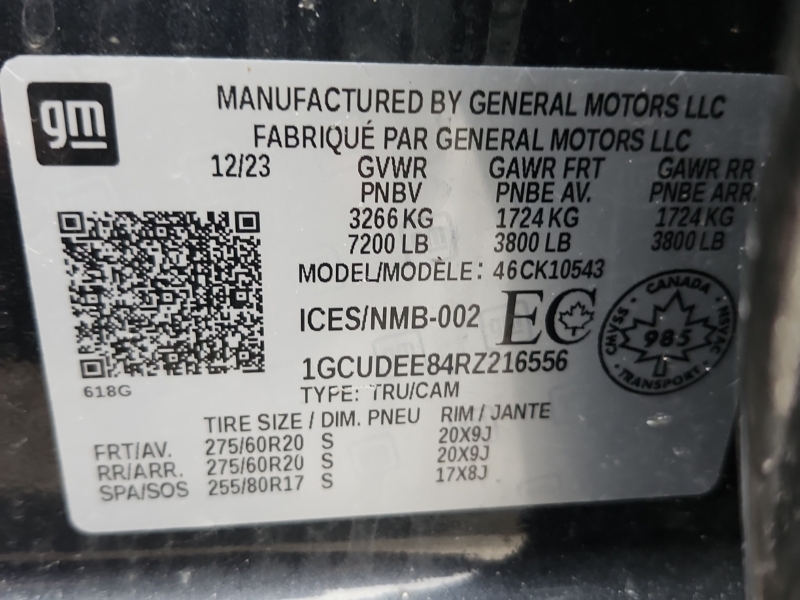 gm
MANUFACTURED BY GENERAL MOTORS LLC
FABRIQUÉ PAR GENERAL MOTORS LLC
12/23 GVWR GAWR FRT GAWR RR
PNBV PNBE AV. PNBE ARR
3266 KG 1724 KG 1724 KG
7200 LB 3800 LB 3800 LB
MODEL/MODÈLE: 46CK10543
ICES/NMB-002 EC
CANADA
CMVSS 985 NSVAC
TRANSPORT
1GCUDEE84RZ216556
618G
TYPE: TRU/CAM
TIRE SIZE / DIM. PNEU RIM / JANTE
FRT/AV. 275/60R20 S 20X9J
RR/ARR. 275/60R20 S 20X9J
SPA/SOS 255/80R17 S 17X8J